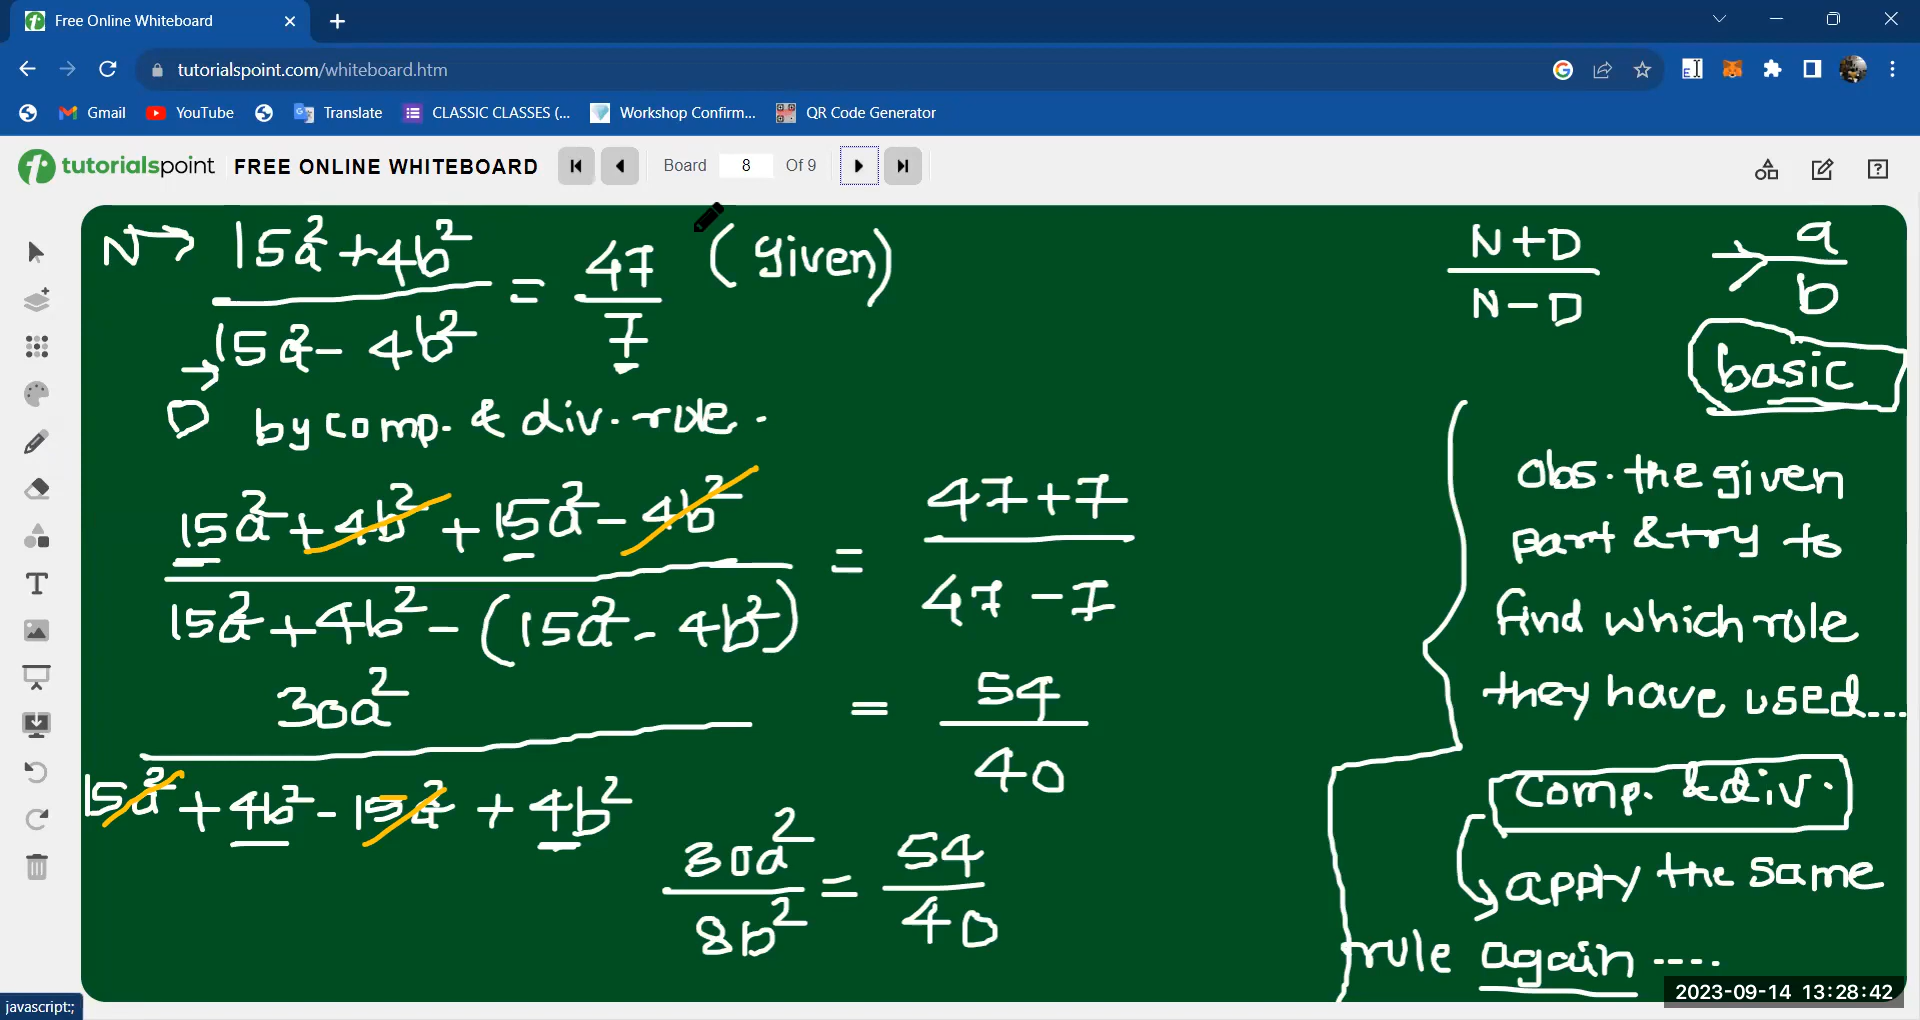 Free Online Whiteboard
tutorialspoint.com/whiteboard.htm
Gmail YouTube Translate CLASSIC CLASSES (... Workshop Confirm... QR Code Generator
tutorialspoint FREE ONLINE WHITEBOARD Board 8 Of 9
N → 15a²+4b² / 15a²- 4b² = 47 / 7 (given)
D by comp. & div. rule.
15a²+4b² + 15a²-4b² / 15a²+4b²-(15a²- 4b²) = 47+7 / 47-7
30a² / 15a²+4b²-15a²+4b² = 54 / 40
30a² / 8b² = 54 / 40
N+D / N-D → a / b
basic
obs. the given
part & try to
find which role
they have used....
Comp. & div.
apply the same
rule again ----.
javascript:;
2023-09-14 13:28:42